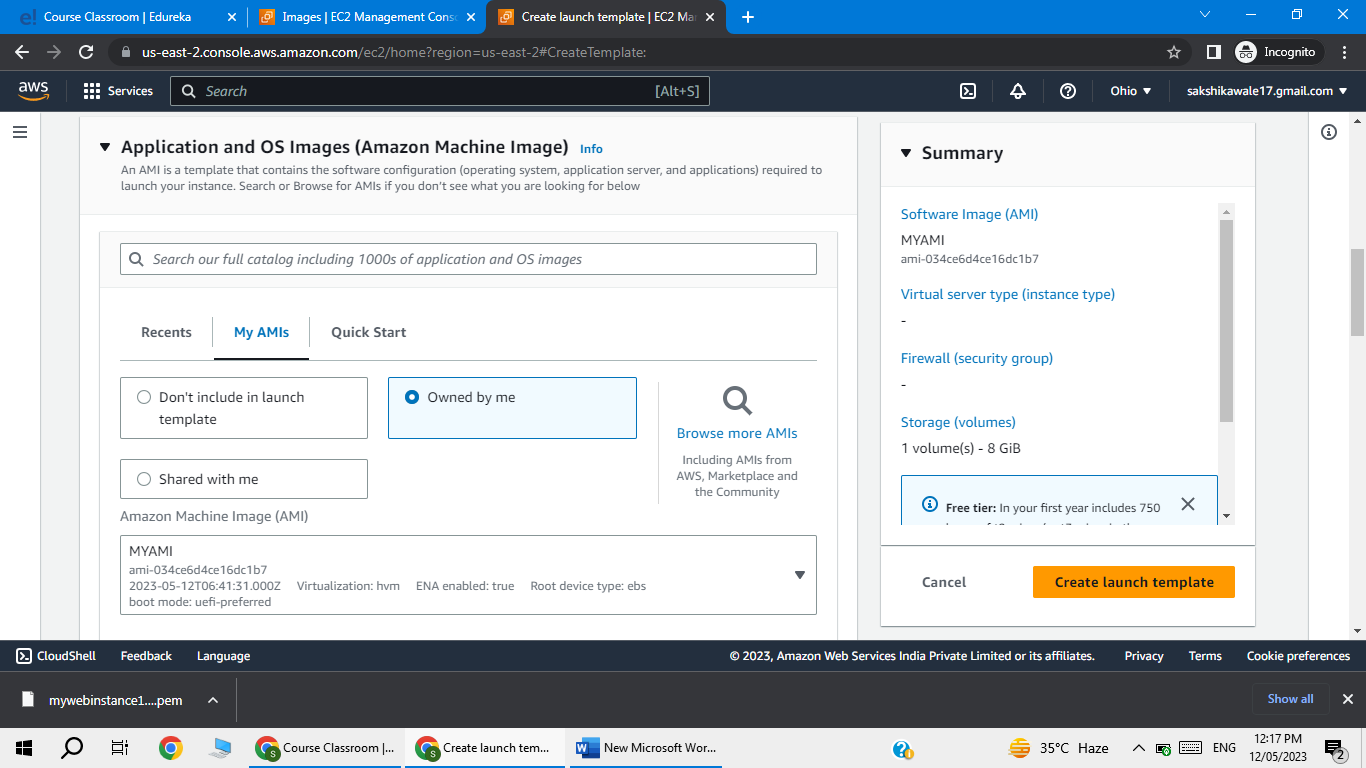 Course Classroom | Edureka
Images | EC2 Management Conso
Create launch template | EC2 Ma
us-east-2.console.aws.amazon.com/ec2/home?region=us-east-2#CreateTemplate:
Incognito
aws
Services
Search
[Alt+S]
Ohio
sakshikawale17.gmail.com
Application and OS Images (Amazon Machine Image) Info
An AMI is a template that contains the software configuration (operating system, application server, and applications) required to
launch your instance. Search or Browse for AMIs if you don't see what you are looking for below
Search our full catalog including 1000s of application and OS images
Recents
My AMIs
Quick Start
Don't include in launch
template
Owned by me
Shared with me
Browse more AMIs
Including AMIs from
AWS, Marketplace and
the Community
Amazon Machine Image (AMI)
MYAMI
ami-034ce6d4ce16dc1b7
2023-05-12T06:41:31.000Z Virtualization: hvm ENA enabled: true Root device type: ebs
boot mode: uefi-preferred
Summary
Software Image (AMI)
MYAMI
ami-034ce6d4ce16dc1b7
Virtual server type (instance type)
-
Firewall (security group)
-
Storage (volumes)
1 volume(s) - 8 GiB
Free tier: In your first year includes 750
Cancel
Create launch template
CloudShell
Feedback
Language
© 2023, Amazon Web Services India Private Limited or its affiliates.
Privacy
Terms
Cookie preferences
mywebinstance1....pem
Show all
Course Classroom |...
Create launch tem...
New Microsoft Wor...
35°C Haze
ENG
12:17 PM
12/05/2023
2